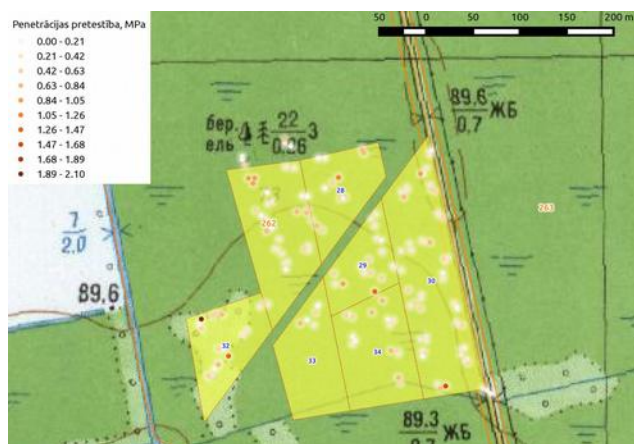 Penetrācijas pretestība, MPa
0.00 - 0.21
0.21 - 0.42
0.42 - 0.63
0.63 - 0.84
0.84 - 1.05
1.05 - 1.26
1.26 - 1.47
1.47 - 1.68
1.68 - 1.89
1.89 - 2.10
50 0 50 100 150 200 m
89.6 ЖБ
0.7
бер. 22 3
ель 0.26
28
262
263
7
2.0
29
30
89.6
32
33
34
89.3 ЖБ